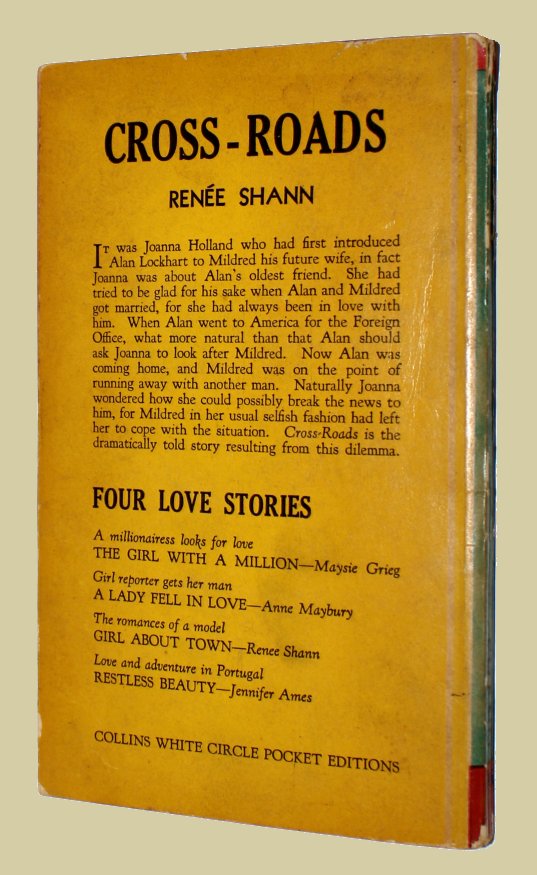 CROSS-ROADS
RENÉE SHANN
IT was Joanna Holland who had first introduced
Alan Lockhart to Mildred his future wife, in fact
Joanna was about Alan's oldest friend. She had
tried to be glad for his sake when Alan and Mildred
got married, for she had always been in love with
him. When Alan went to America for the Foreign
Office, what more natural than that Alan should
ask Joanna to look after Mildred. Now Alan was
coming home, and Mildred was on the point of
running away with another man. Naturally Joanna
wondered how she could possibly break the news to
him, for Mildred in her usual selfish fashion had left
her to cope with the situation. Cross-Roads is the
dramatically told story resulting from this dilemma.
FOUR LOVE STORIES
A millionairess looks for love
THE GIRL WITH A MILLION—Maysie Grieg
Girl reporter gets her man
A LADY FELL IN LOVE—Anne Maybury
The romances of a model
GIRL ABOUT TOWN—Renee Shann
Love and adventure in Portugal
RESTLESS BEAUTY—Jennifer Ames
COLLINS WHITE CIRCLE POCKET EDITIONS